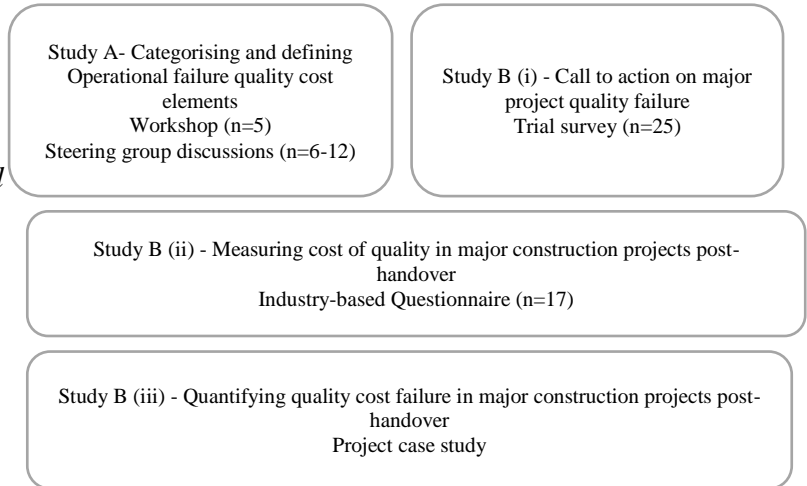 Study A- Categorising and defining
Operational failure quality cost
elements
Workshop (n=5)
Steering group discussions (n=6-12)
Study B (i) - Call to action on major
project quality failure
Trial survey (n=25)
Study B (ii) - Measuring cost of quality in major construction projects post-
handover
Industry-based Questionnaire (n=17)
Study B (iii) - Quantifying quality cost failure in major construction projects post-
handover
Project case study